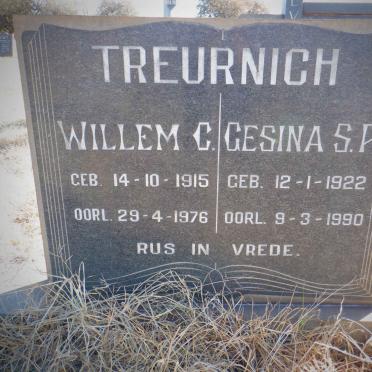 TREURNICH
WILLEM C. GESINA S. P
GEB. 14-10-1915 GEB. 12-1-1922
OORL. 29-4-1976 OORL. 9-3-1990
RUS IN VREDE.